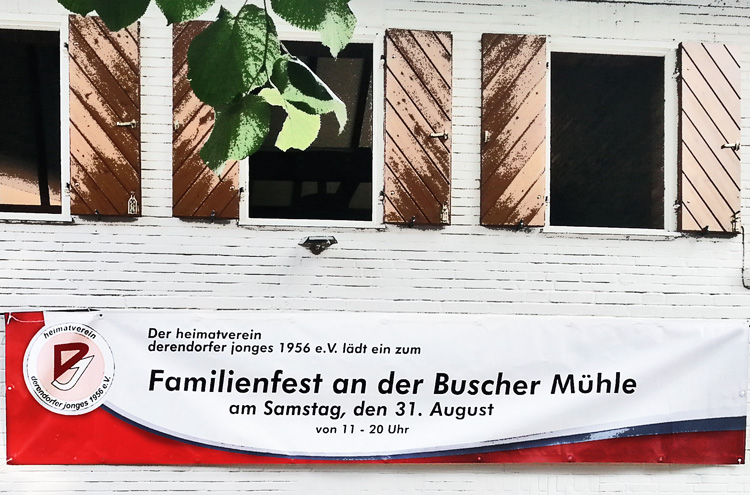 heimatverein
derendorfer jonges 1956 e.V.
Der heimatverein
derendorfer jonges 1956 e.V. lädt ein zum
Familienfest an der Buscher Mühle
am Samstag, den 31. August
von 11 - 20 Uhr